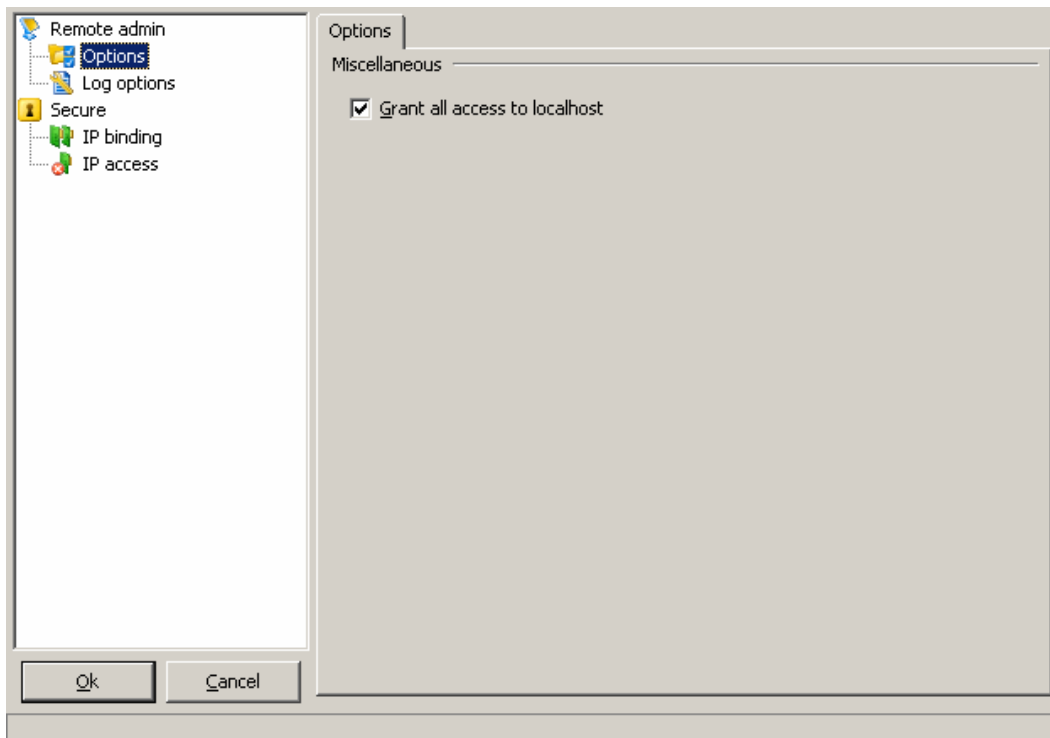 Remote admin
Options
Log options
Secure
IP binding
IP access
Ok
Cancel
Options
Miscellaneous
Grant all access to localhost